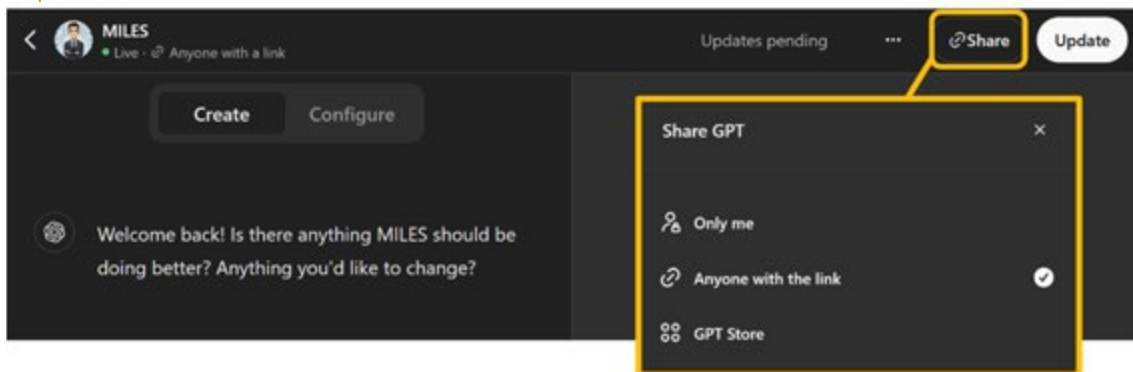 MILES
Live · Anyone with a link
Updates pending
...
Share
Update
Create
Configure
Share GPT
×
Welcome back! Is there anything MILES should be
doing better? Anything you'd like to change?
Only me
Anyone with the link
GPT Store